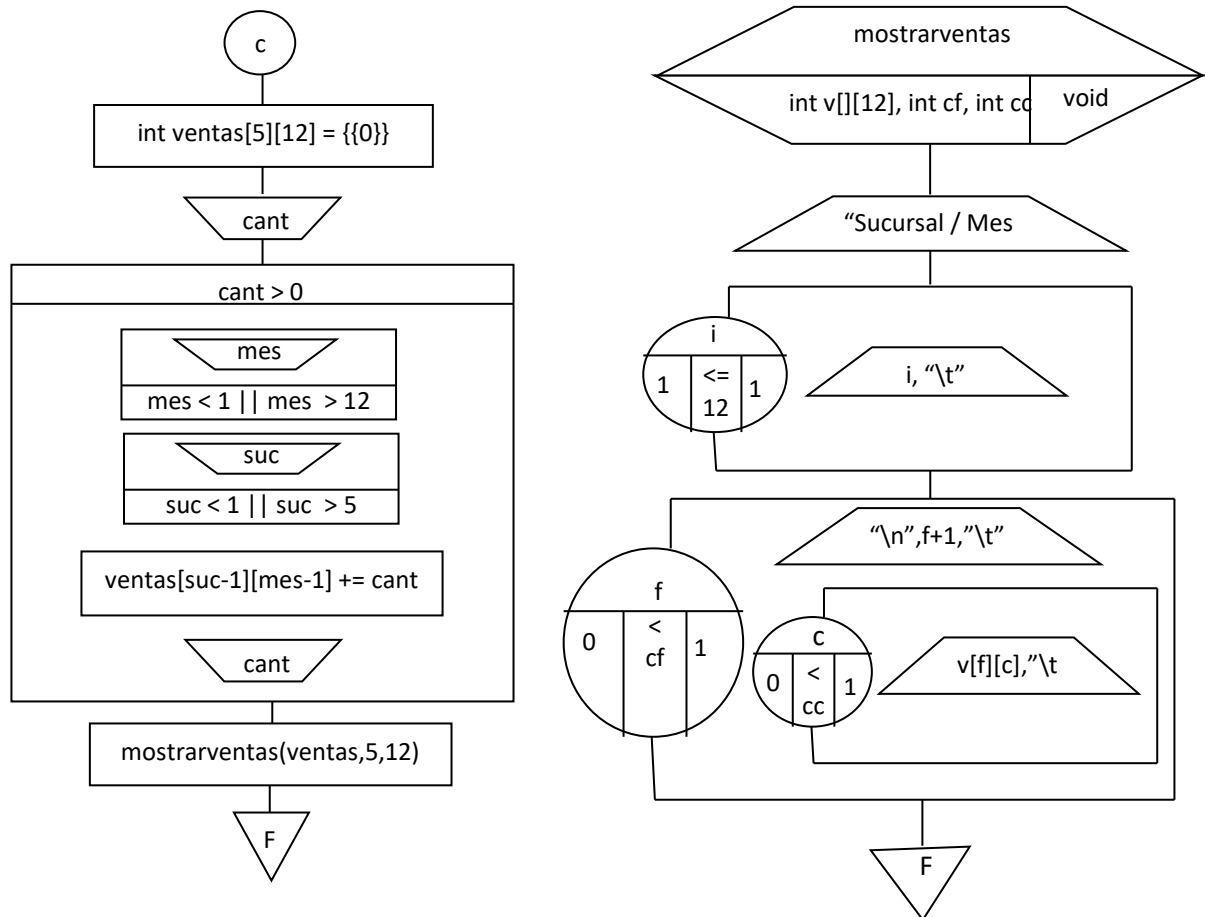 c
int ventas[5][12] = {{0}}
cant
cant > 0
mes
mes < 1 || mes > 12
suc
suc < 1 || suc > 5
ventas[suc-1][mes-1] += cant
cant
mostrarventas(ventas,5,12)
F
mostrarventas
int v[][12], int cf, int cc
void
“Sucursal / Mes
i
1
<=
12
1
i, “\t”
f
0
<
cf
1
“\n”,f+1,”\t”
c
0
<
cc
1
v[f][c],”\t
F